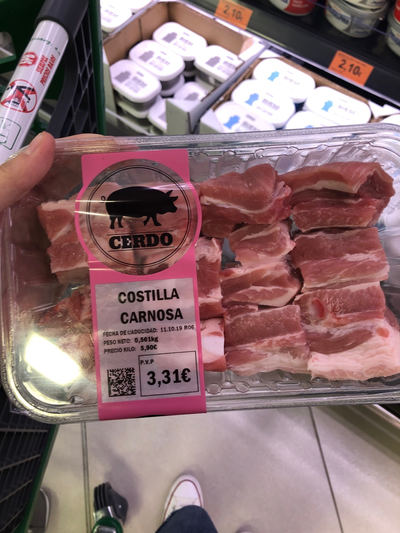 2,10
2,10
CERDO
COSTILLA
CARNOSA
FECHA DE CADUCIDAD: 11.10.19 R06
PESO NETO: 0,561kg
PRECIO KILO: 5,90€
P.V.P
3,31€